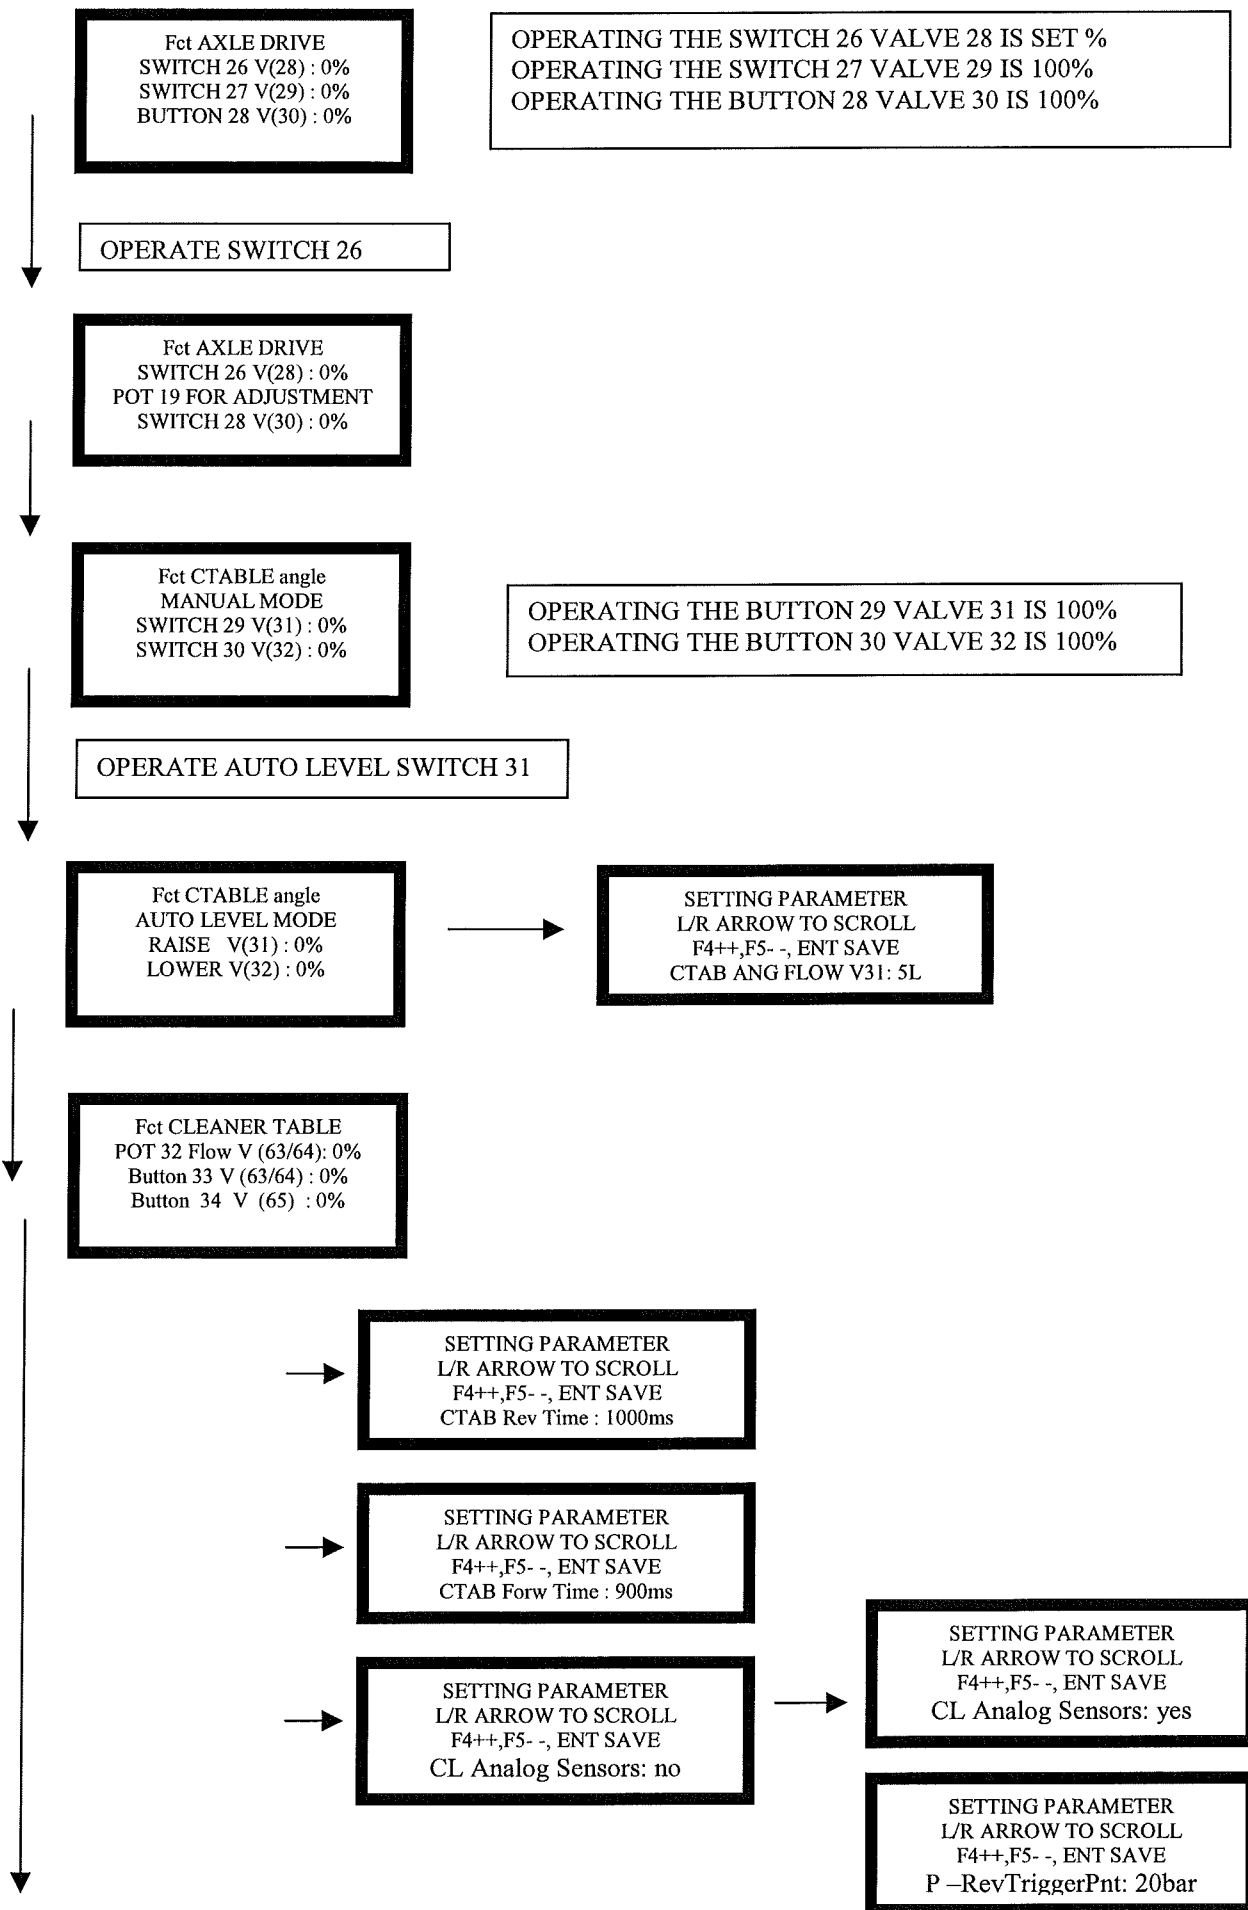 Fct AXLE DRIVE
SWITCH 26 V(28) : 0%
SWITCH 27 V(29) : 0%
BUTTON 28 V(30) : 0%
OPERATING THE SWITCH 26 VALVE 28 IS SET %
OPERATING THE SWITCH 27 VALVE 29 IS 100%
OPERATING THE BUTTON 28 VALVE 30 IS 100%
OPERATE SWITCH 26
Fct AXLE DRIVE
SWITCH 26 V(28) : 0%
POT 19 FOR ADJUSTMENT
SWITCH 28 V(30) : 0%
Fct CTABLE angle
MANUAL MODE
SWITCH 29 V(31) : 0%
SWITCH 30 V(32) : 0%
OPERATING THE BUTTON 29 VALVE 31 IS 100%
OPERATING THE BUTTON 30 VALVE 32 IS 100%
OPERATE AUTO LEVEL SWITCH 31
Fct CTABLE angle
AUTO LEVEL MODE
RAISE V(31) : 0%
LOWER V(32) : 0%
SETTING PARAMETER
L/R ARROW TO SCROLL
F4++,F5- -, ENT SAVE
CTAB ANG FLOW V31: 5L
Fct CLEANER TABLE
POT 32 Flow V (63/64): 0%
Button 33 V (63/64) : 0%
Button 34 V (65) : 0%
SETTING PARAMETER
L/R ARROW TO SCROLL
F4++,F5- -, ENT SAVE
CTAB Rev Time : 1000ms
SETTING PARAMETER
L/R ARROW TO SCROLL
F4++,F5- -, ENT SAVE
CTAB Forw Time : 900ms
SETTING PARAMETER
L/R ARROW TO SCROLL
F4++,F5- -, ENT SAVE
CL Analog Sensors: no
SETTING PARAMETER
L/R ARROW TO SCROLL
F4++,F5- -, ENT SAVE
CL Analog Sensors: yes
SETTING PARAMETER
L/R ARROW TO SCROLL
F4++,F5- -, ENT SAVE
P –RevTriggerPnt: 20bar